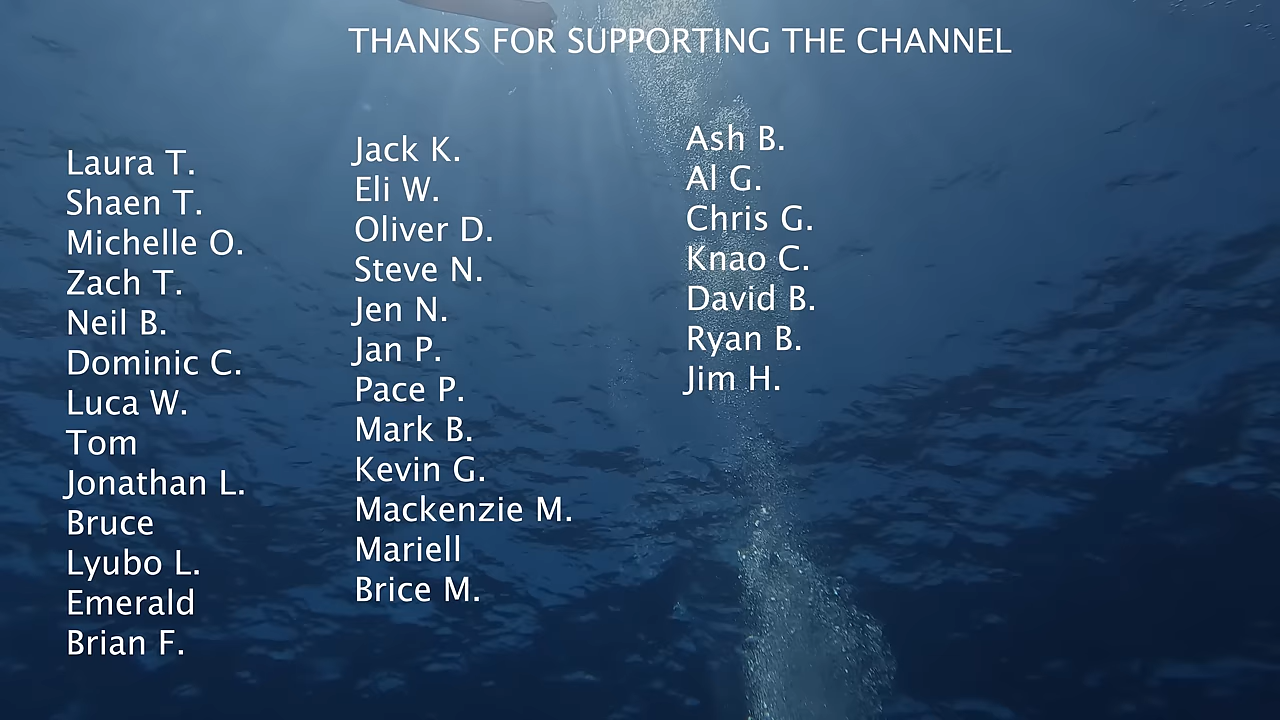 THANKS FOR SUPPORTING THE CHANNEL
Laura T.
Shaen T.
Michelle O.
Zach T.
Neil B.
Dominic C.
Luca W.
Tom
Jonathan L.
Bruce
Lyubo L.
Emerald
Brian F.
Jack K.
Eli W.
Oliver D.
Steve N.
Jen N.
Jan P.
Pace P.
Mark B.
Kevin G.
Mackenzie M.
Mariell
Brice M.
Ash B.
Al G.
Chris G.
Knao C.
David B.
Ryan B.
Jim H.